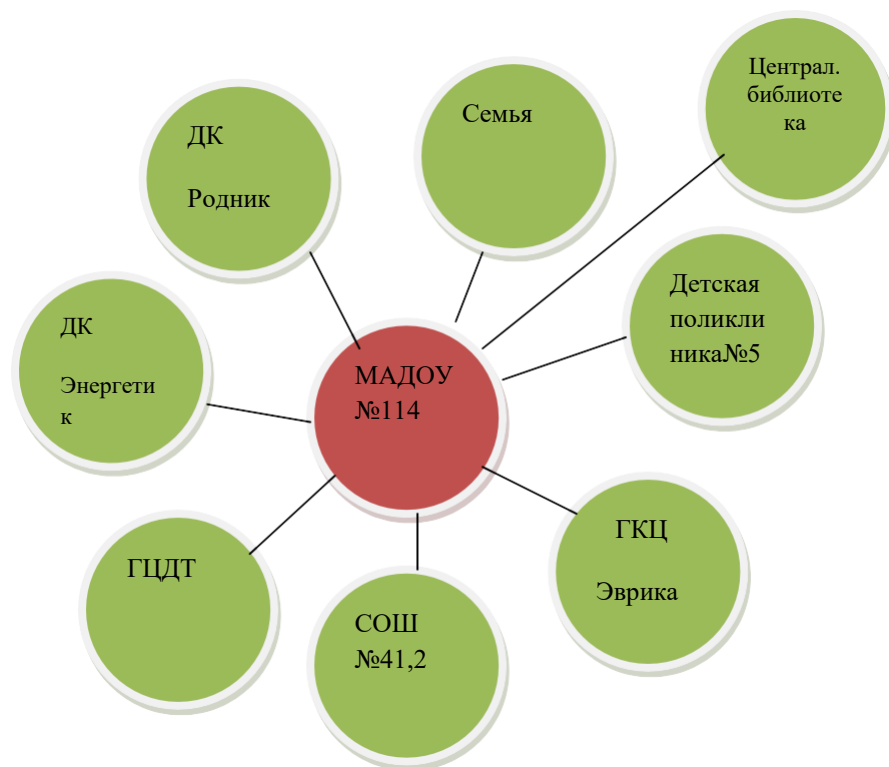 Централ.
библиоте
ка
Семья
ДК
Родник
Детская
поликли
ника№5
ДК
Энергети
к
МАДОУ
№114
ГКЦ
Эврика
ГЦДТ
СОШ
№41,2